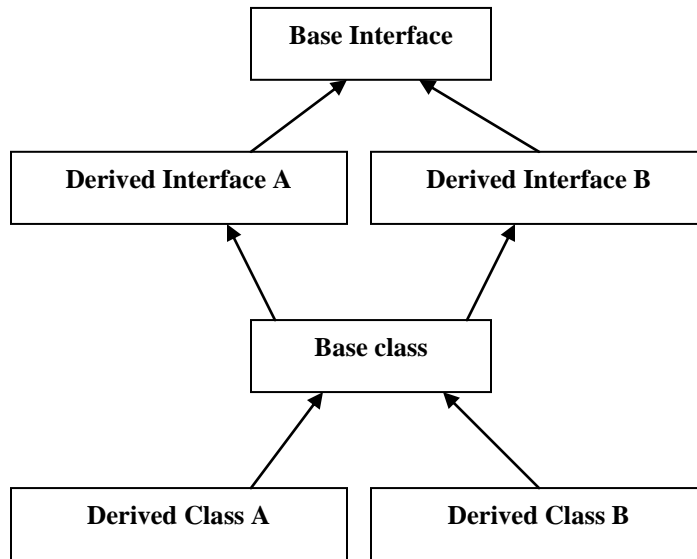 Base Interface
Derived Interface A
Derived Interface B
Base class
Derived Class A
Derived Class B